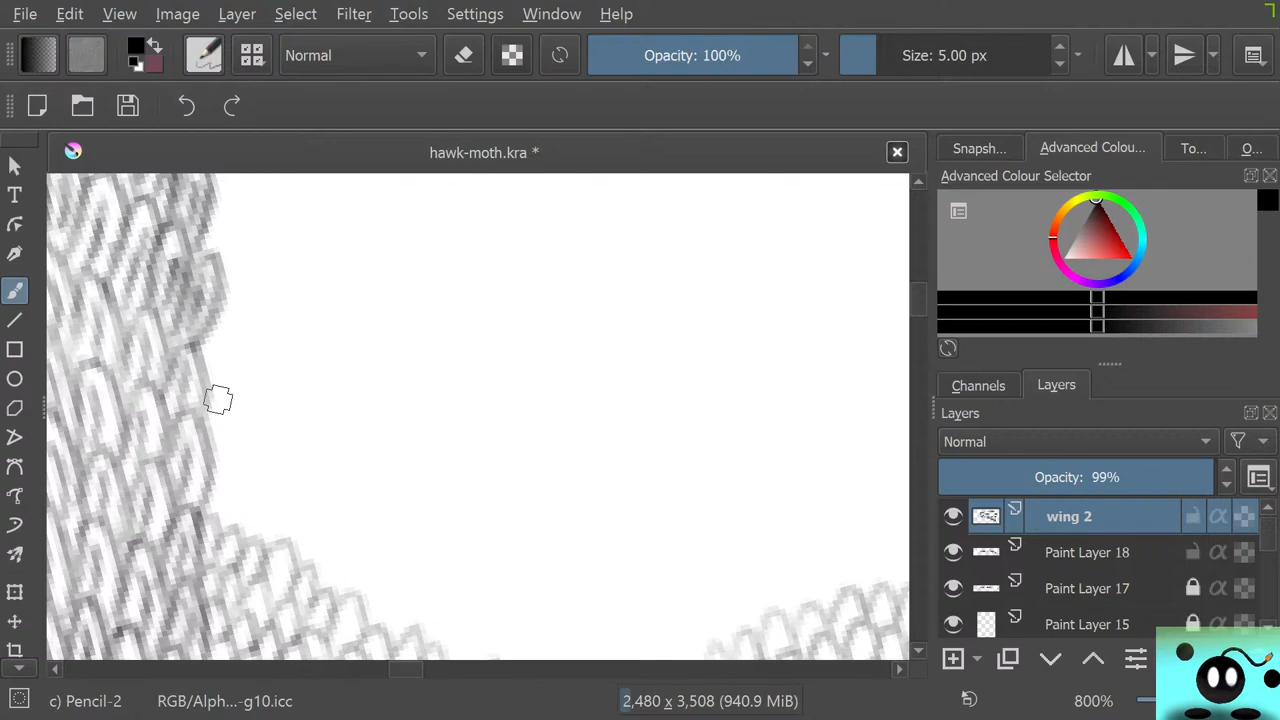 File Edit View Image Layer Select Filter Tools Settings Window Help
Normal Opacity: 100% Size: 5.00 px
hawk-moth.kra *
Snapsh... Advanced Colou... To... O...
Advanced Colour Selector
Channels Layers
Layers
Normal
Opacity: 99%
wing 2
Paint Layer 18
Paint Layer 17
Paint Layer 15
c) Pencil-2 RGB/Alph...-g10.icc 2,480 x 3,508 (940.9 MiB) 800%